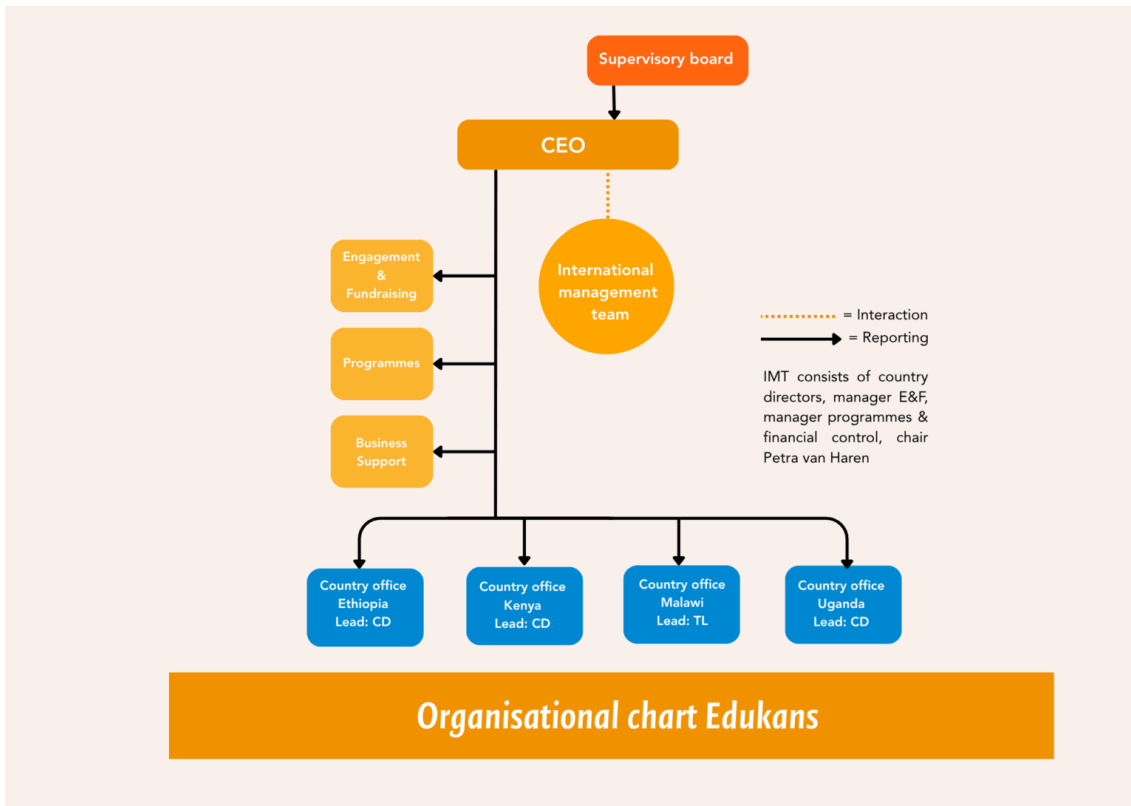 Supervisory board
CEO
Engagement
&
Fundraising
International
management
team
Programmes
Business
Support
= Interaction
= Reporting
IMT consists of country
directors, manager E&F,
manager programmes &
financial control, chair
Petra van Haren
Country office
Ethiopia
Lead: CD
Country office
Kenya
Lead: CD
Country office
Malawi
Lead: TL
Country office
Uganda
Lead: CD
Organisational chart Edukans